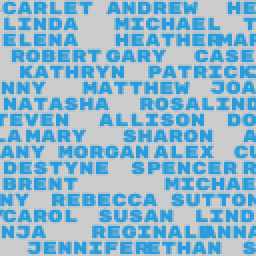 CARLET ANDREW HE
LINDA MICHAEL T
ELENA HEATHER MAR
ROBERT GARY CASE
KATHRYN PATRICK
NNY MATTHEW JOA
NATASHA ROSALIND
TEVEN ALLISON DO
LA MARY SHARON A
ANY MORGAN ALEX CU
DESTYNE SPENCER R
BRENT MICHAE
NY REBECCA SUTTON
Y CAROL SUSAN LIND
NJA REGINALD ANNA
JENNIFER ETHAN S